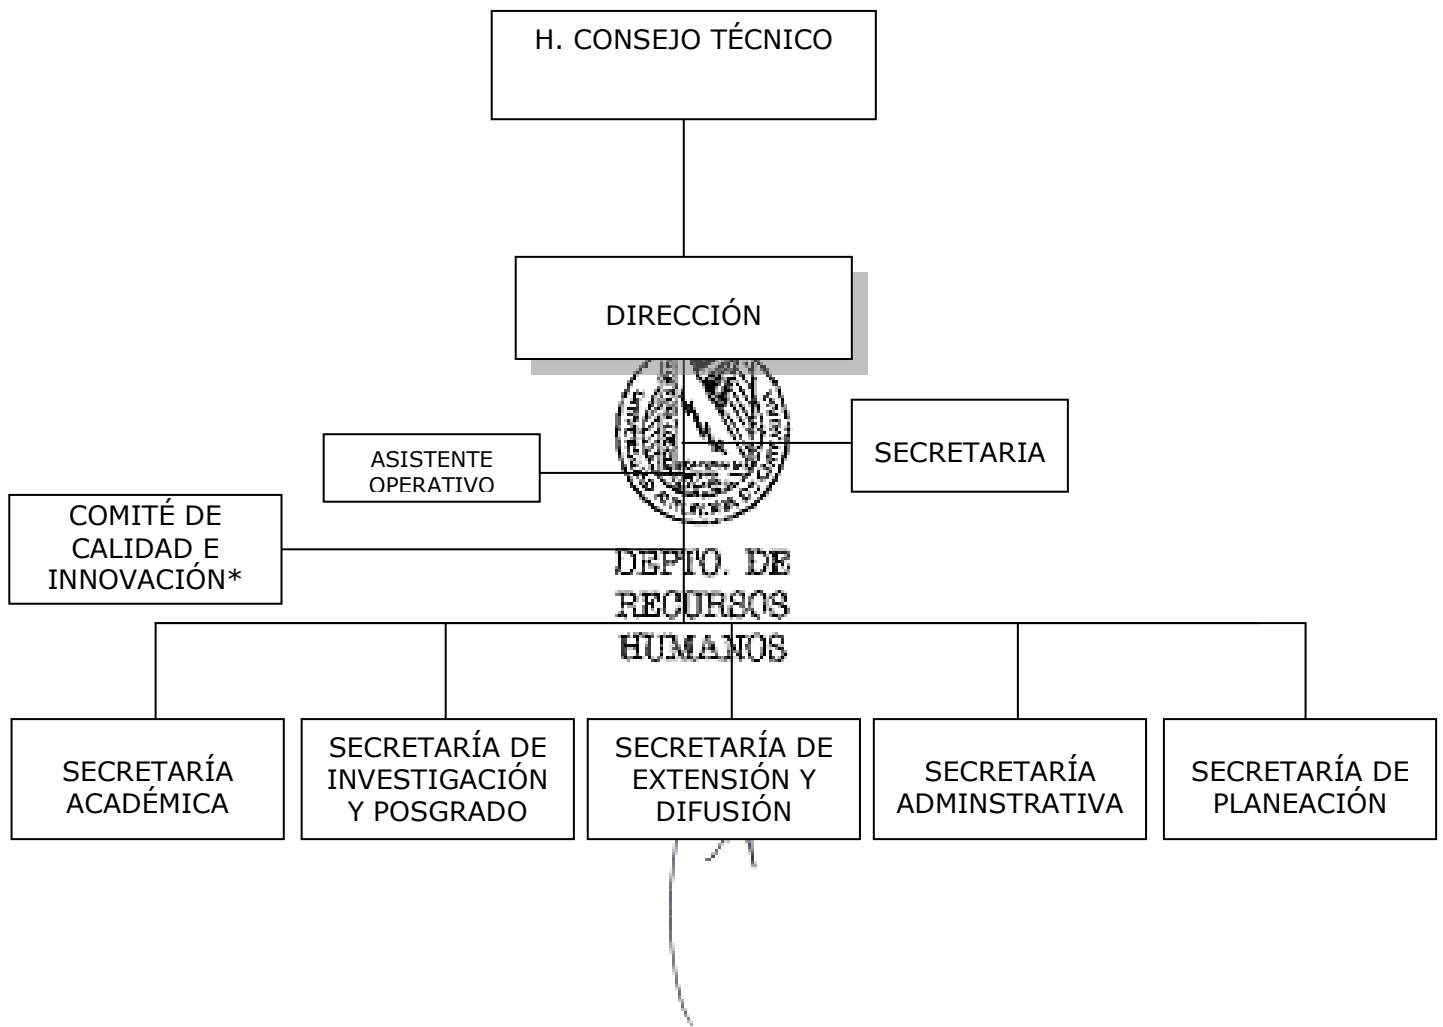 H. CONSEJO TÉCNICO
DIRECCIÓN
SECRETARIA
ASISTENTE
OPERATIVO
COMITÉ DE
CALIDAD E
INNOVACIÓN*
DEPTO. DE
RECURSOS
HUMANOS
SECRETARÍA
ACADÉMICA
SECRETARÍA DE
INVESTIGACIÓN
Y POSGRADO
SECRETARÍA DE
EXTENSIÓN Y
DIFUSIÓN
SECRETARÍA
ADMINSTRATIVA
SECRETARÍA DE
PLANEACIÓN